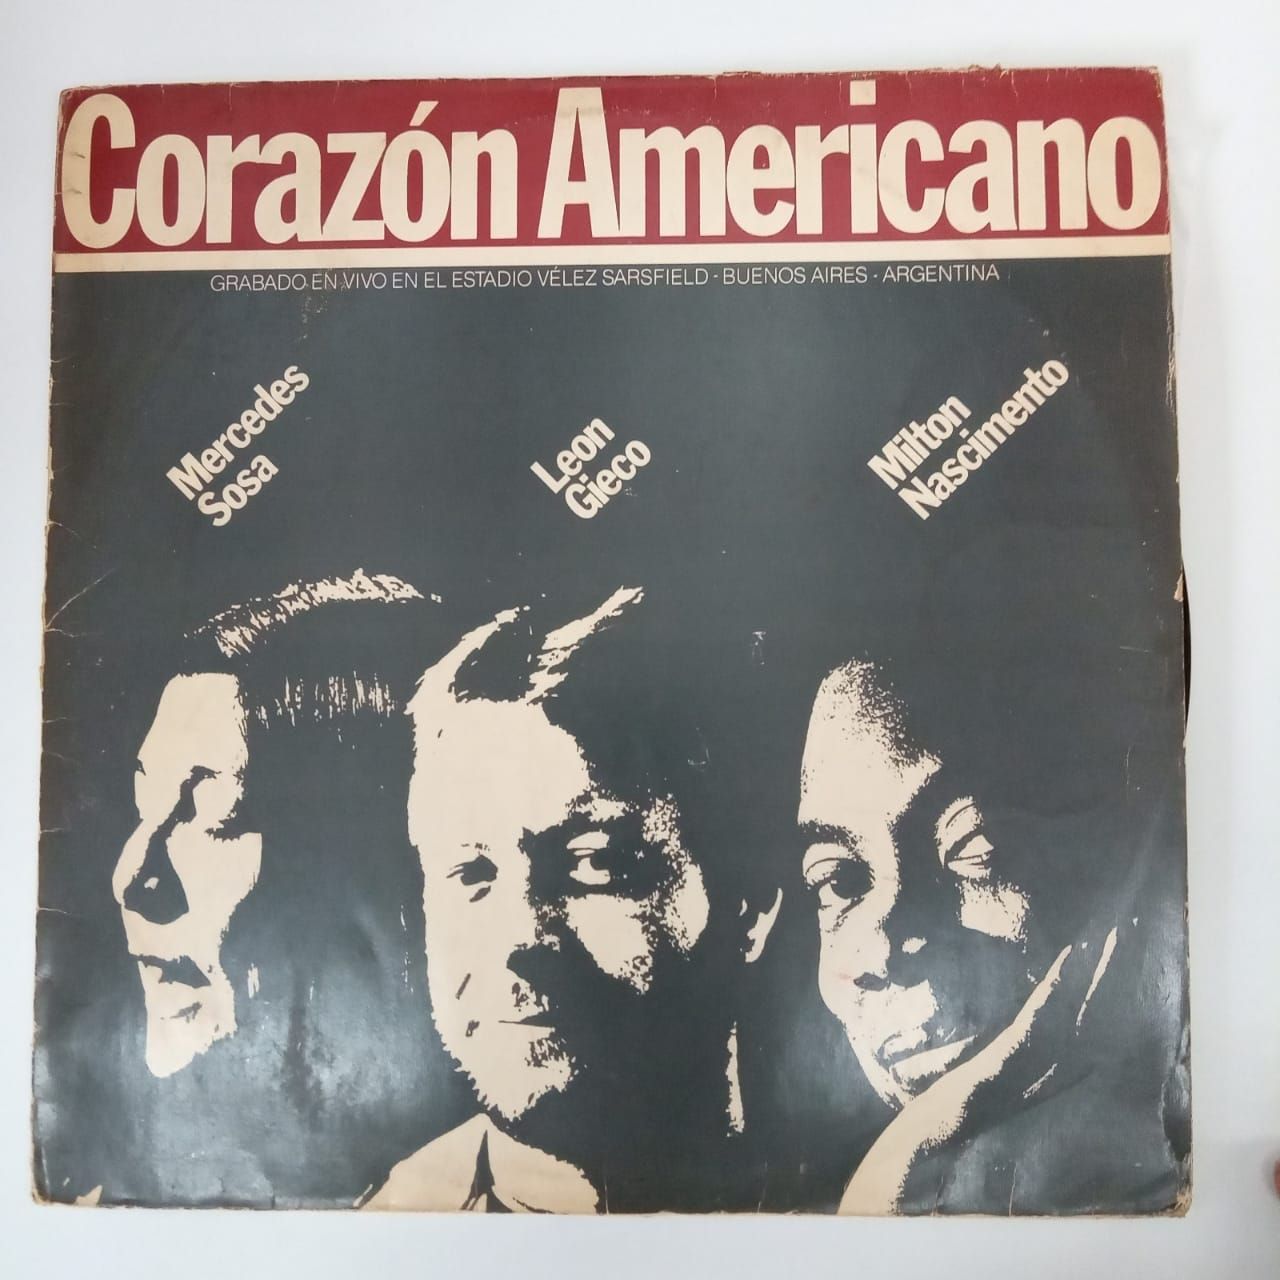 Corazón Americano
GRABADO EN VIVO EN EL ESTADIO VÉLEZ SARSFIELD - BUENOS AIRES - ARGENTINA
Mercedes
Sosa
Leon
Gieco
Milton
Nascimento